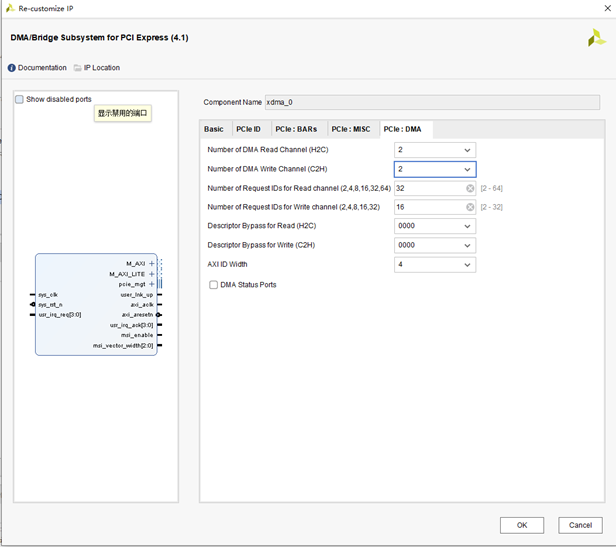 Re-customize IP
DMA/Bridge Subsystem for PCI Express (4.1)
Documentation IP Location
Show disabled ports
显示禁用的端口
Component Name xdma_0
Basic PCIe ID PCIe : BARs PCIe : MISC PCIe : DMA
Number of DMA Read Channel (H2C) 2
Number of DMA Write Channel (C2H) 2
Number of Request IDs for Read channel (2,4,8,16,32,64) 32 [2 - 64]
Number of Request IDs for Write channel (2,4,8,16,32) 16 [2 - 32]
Descriptor Bypass for Read (H2C) 0000
Descriptor Bypass for Write (C2H) 0000
AXI ID Width 4
DMA Status Ports
M_AXI
M_AXI_LITE
pcie_mgt
sys_clk user_lnk_up
sys_rst_n axi_aclk
usr_irq_req[3:0] axi_aresetn
usr_irq_ack[3:0]
msi_enable
msi_vector_width[2:0]
OK Cancel